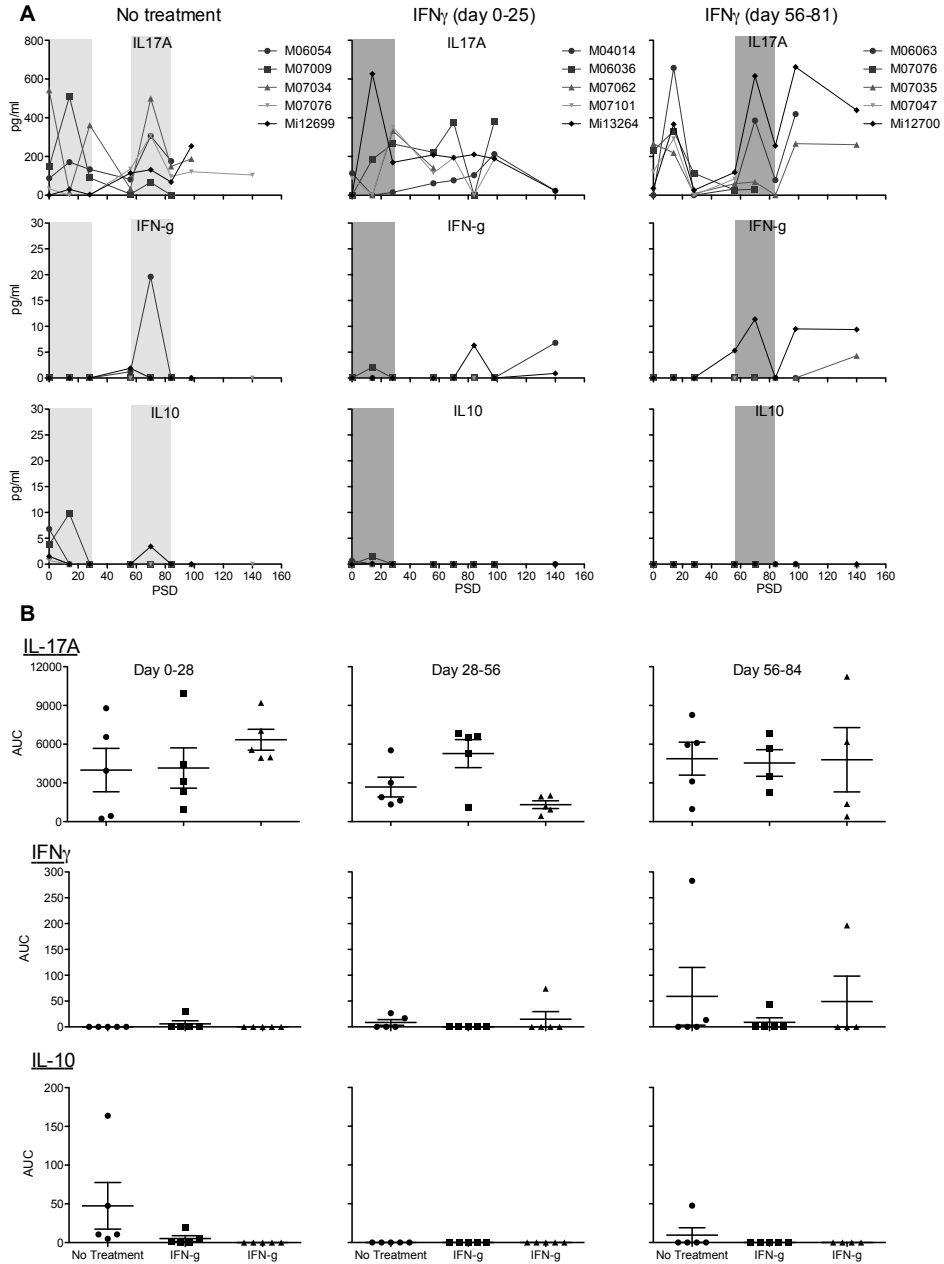 A
No treatment
IFNγ (day 0-25)
IFNγ (day 56-81)
IL17A
IL17A
IL17A
pg/ml
800
600
400
200
0
M06054
M07009
M07034
M07076
Mi12699
M04014
M06036
M07062
M07101
Mi13264
M06063
M07076
M07035
M07047
Mi12700
IFN-g
IFN-g
IFN-g
pg/ml
30
25
20
15
10
5
0
IL10
IL10
IL10
pg/ml
30
25
20
15
10
5
0
0 20 40 60 80 100 120 140 160
0 20 40 60 80 100 120 140 160
0 20 40 60 80 100 120 140 160
PSD
PSD
PSD
B
IL-17A
Day 0-28
Day 28-56
Day 56-84
AUC
12000
9000
6000
3000
0
IFNγ
AUC
300
250
200
150
100
50
0
IL-10
AUC
200
150
100
50
0
No Treatment IFN-g IFN-g
No Treatment IFN-g IFN-g
No Treatment IFN-g IFN-g